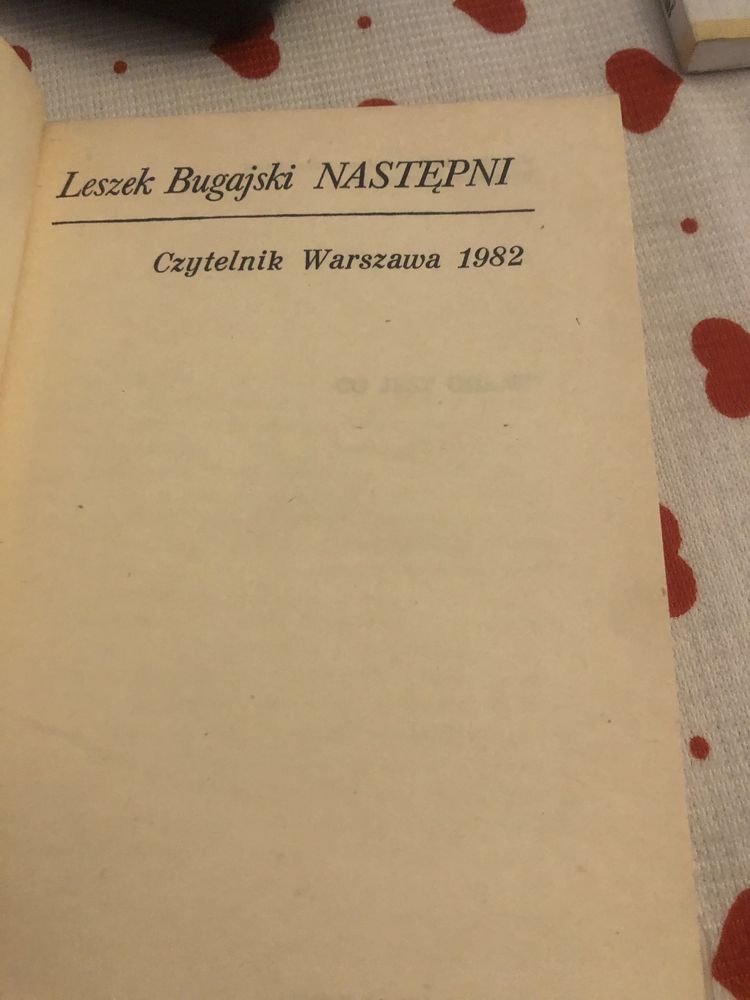 Leszek Bugajski NASTĘPNI
Czytelnik Warszawa 1982